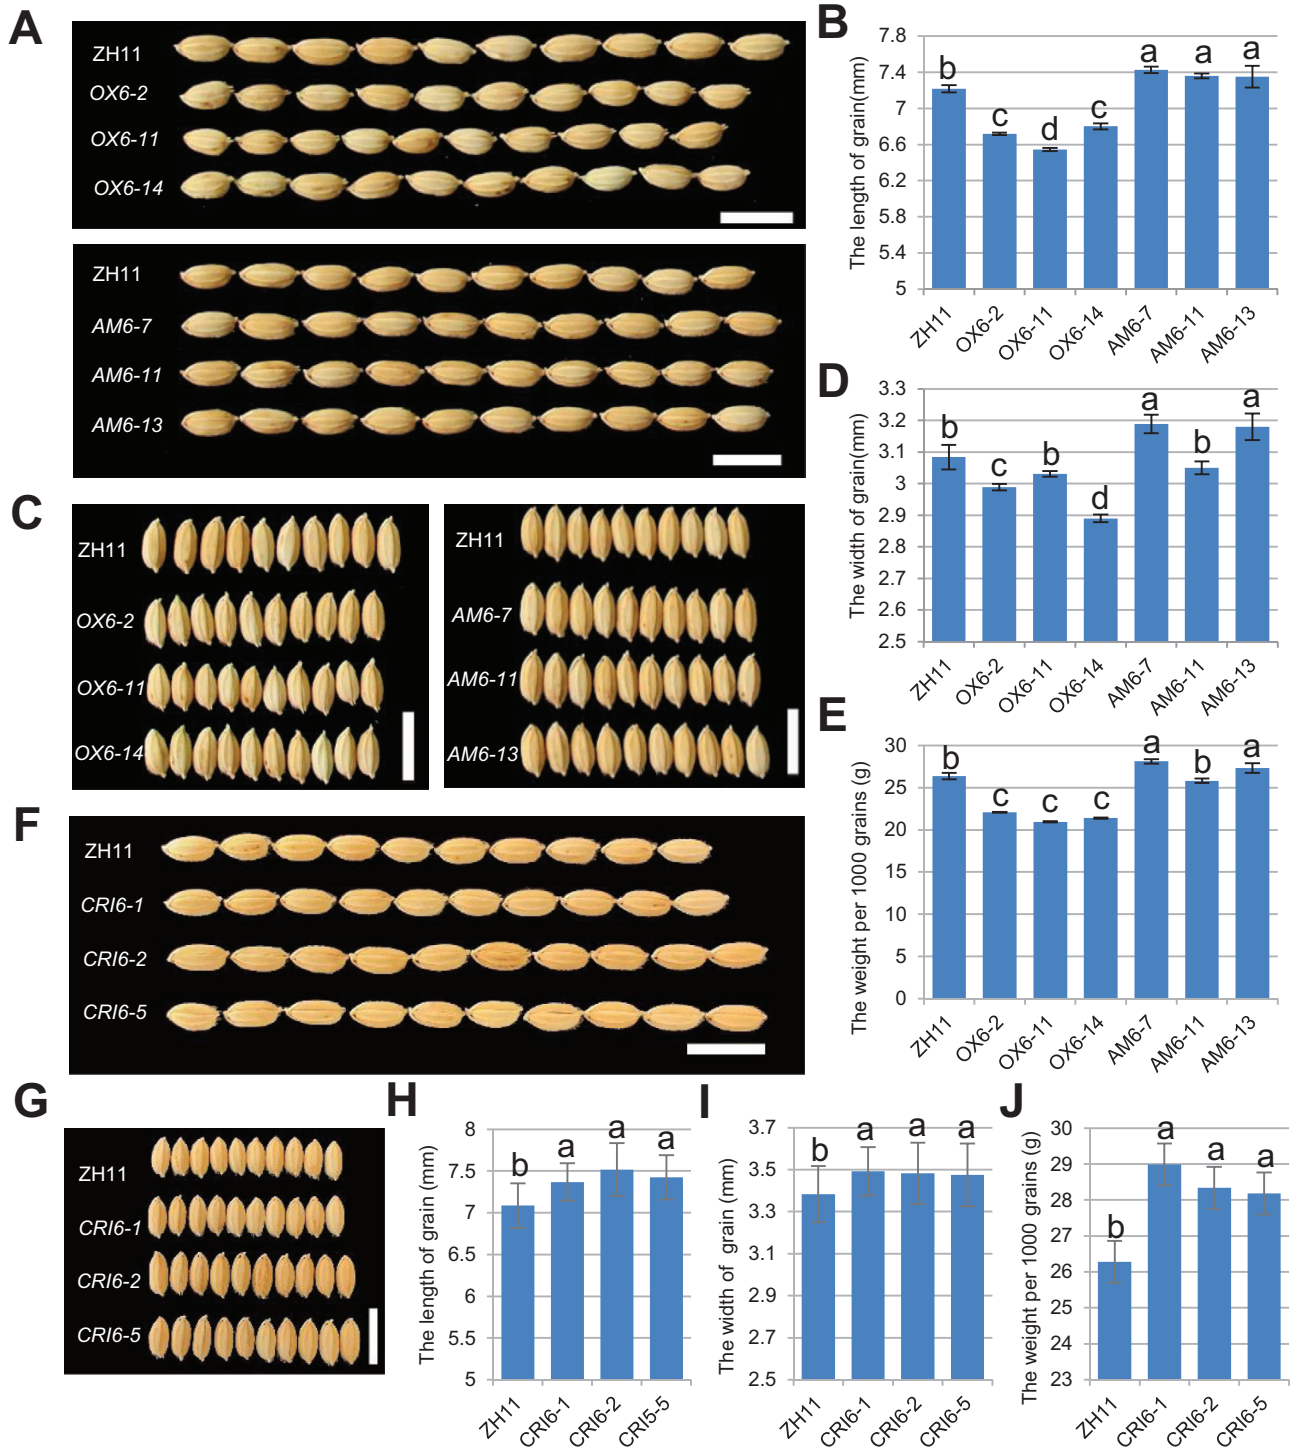 A
ZH11
OX6-2
OX6-11
OX6-14
ZH11
AM6-7
AM6-11
AM6-13
B
The length of grain(mm)
7.8
7.4
7
6.6
6.2
5.8
5.4
5
b
c
d
c
a
a
a
ZH11
OX6-2
OX6-11
OX6-14
AM6-7
AM6-11
AM6-13
C
ZH11
OX6-2
OX6-11
OX6-14
ZH11
AM6-7
AM6-11
AM6-13
D
The width of grain(mm)
3.3
3.2
3.1
3
2.9
2.8
2.7
2.6
2.5
b
c
b
d
a
b
a
ZH11
OX6-2
OX6-11
OX6-14
AM6-7
AM6-11
AM6-13
E
The weight per 1000 grains (g)
30
25
20
15
10
5
0
b
c
c
c
a
b
a
ZH11
OX6-2
OX6-11
OX6-14
AM6-7
AM6-11
AM6-13
F
ZH11
CRI6-1
CRI6-2
CRI6-5
G
ZH11
CRI6-1
CRI6-2
CRI6-5
H
The length of grain (mm)
8
7.5
7
6.5
6
5.5
5
b
a
a
a
ZH11
CRI6-1
CRI6-2
CRI5-5
I
The width of grain (mm)
3.7
3.5
3.3
3.1
2.9
2.7
2.5
b
a
a
a
ZH11
CRI6-1
CRI6-2
CRI6-5
J
The weight per 1000 grains (g)
30
29
28
27
26
25
24
23
b
a
a
a
ZH11
CRI6-1
CRI6-2
CRI6-5